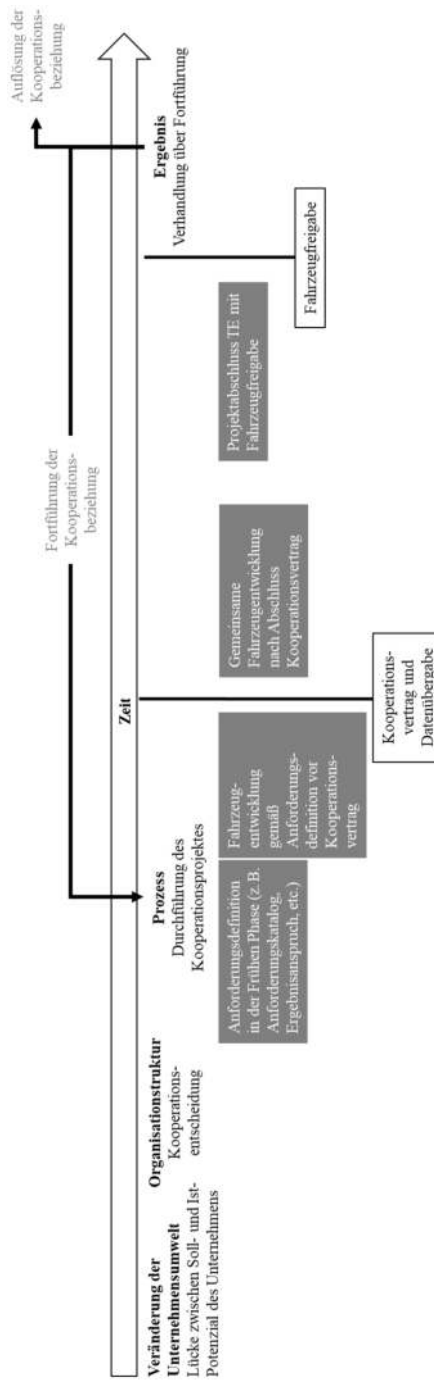 Auflösung der
Kooperations-
beziehung
Fortführung der
Kooperations-
beziehung
Zeit
Veränderung der
Unternehmensumwelt
Lücke zwischen Soll- und Ist-
Potenzial des Unternehmens
Organisationstruktur
Kooperations-
entscheidung
Prozess
Durchführung des
Kooperationsprojektes
Ergebnis
Verhandlung über Fortführung
Anforderungsdefinition
in der Frühen Phase (z. B.
Anforderungskatalog,
Ergebnisanspruch, etc.)
Fahrzeug-
entwicklung
gemäß
Anforderungs-
definition vor
Kooperations-
vertrag
Gemeinsame
Fahrzeugentwicklung
nach Abschluss
Kooperationsvertrag
Projektabschluss TE mit
Fahrzeugfreigabe
Kooperations-
vertrag und
Datenübergabe
Fahrzeugfreigabe